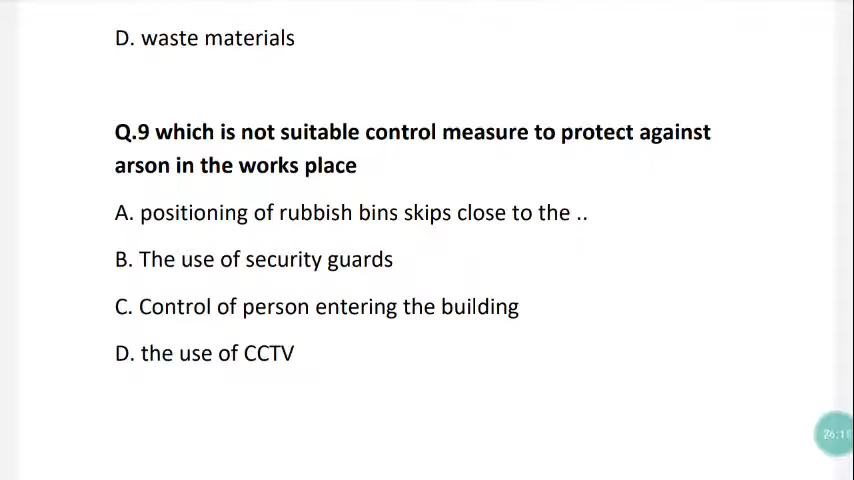 D. waste materials
Q.9 which is not suitable control measure to protect against
arson in the works place
A. positioning of rubbish bins skips close to the ..
B. The use of security guards
C. Control of person entering the building
D. the use of CCTV